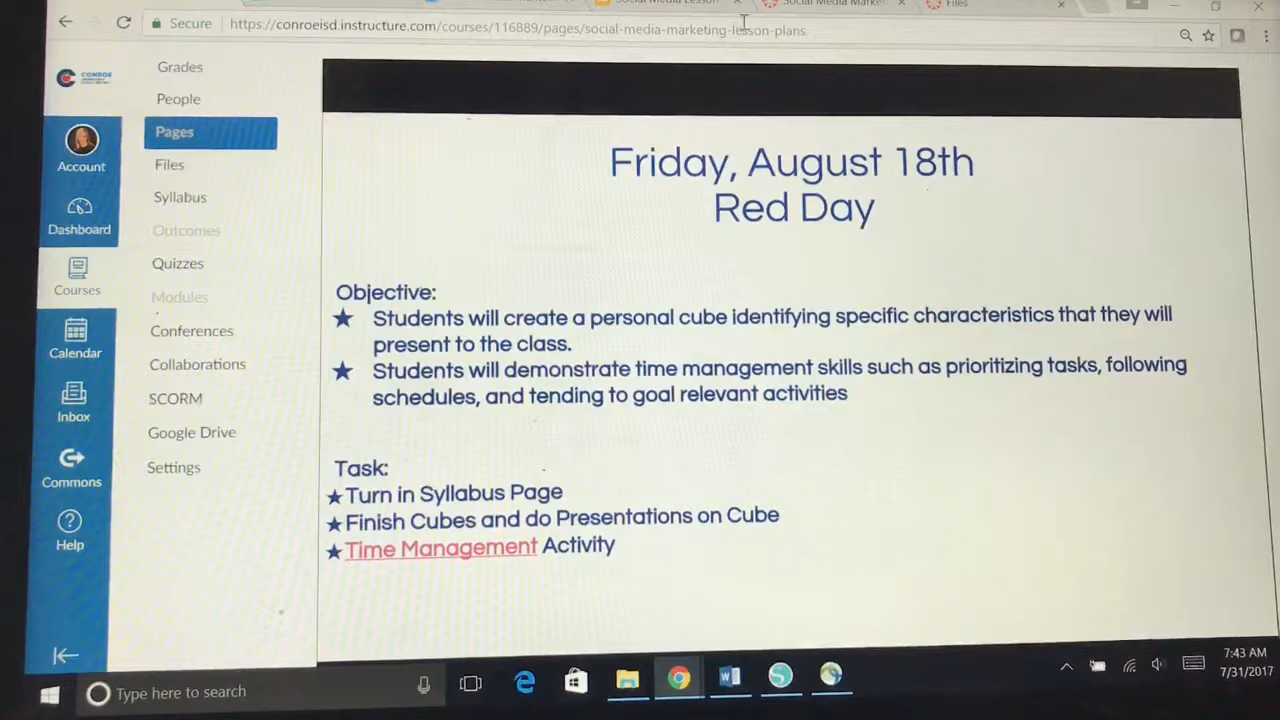 Files
Secure https://conroeisd.instructure.com/courses/116889/pages/social-media-marketing-lesson-plans
CONROE
Account
Dashboard
Courses
Calendar
Inbox
Commons
Help
Grades
People
Pages
Files
Syllabus
Outcomes
Quizzes
Modules
Conferences
Collaborations
SCORM
Google Drive
Settings
Friday, August 18th
Red Day
Objective:
★ Students will create a personal cube identifying specific characteristics that they will
present to the class.
★ Students will demonstrate time management skills such as prioritizing tasks, following
schedules, and tending to goal relevant activities
Task:
★Turn in Syllabus Page
★Finish Cubes and do Presentations on Cube
★Time Management Activity
Type here to search
7:43 AM
7/31/2017